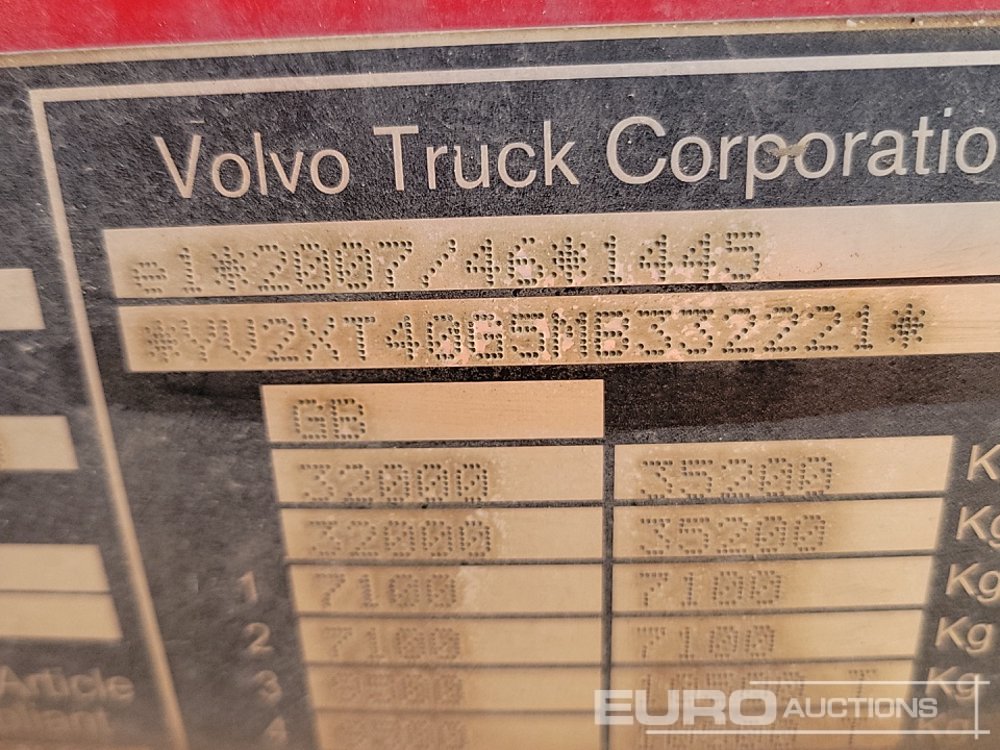 Volvo Truck Corporatio
e1*2007/46*1445
*YV2XT40G5MB332221*
GB
32000 35200 K
32000 35200 Kg
1 7100 7100 Kg
2 7100 7100 Kg
3 Kg
4
Article
EURO AUCTIONS